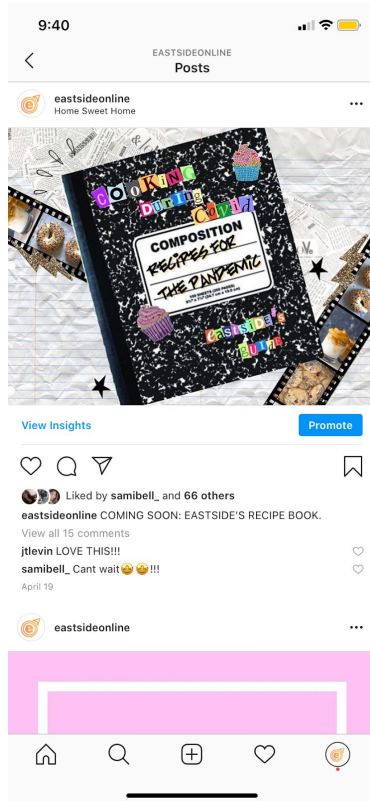 9:40
EASTSIDEONLINE
Posts
eastsideonline
Home Sweet Home
COOKiNG
DuRinG
Covid
COMPOSITION
RECIPES FOR
THE PANDEMIC
EastsiDE's
guide
View Insights
Promote
Liked by samibell_ and 66 others
eastsideonline COMING SOON: EASTSIDE'S RECIPE BOOK.
View all 15 comments
jtlevin LOVE THIS!!!
samibell_ Cant wait🤩🤩!!!
April 19
eastsideonline